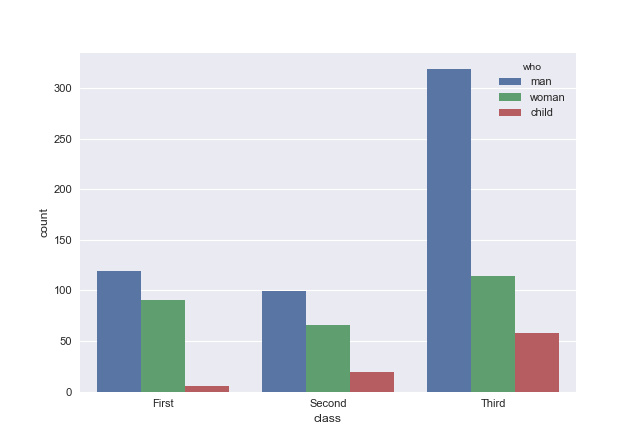 who
man
woman
child
300
250
200
150
100
50
0
count
First Second Third
class